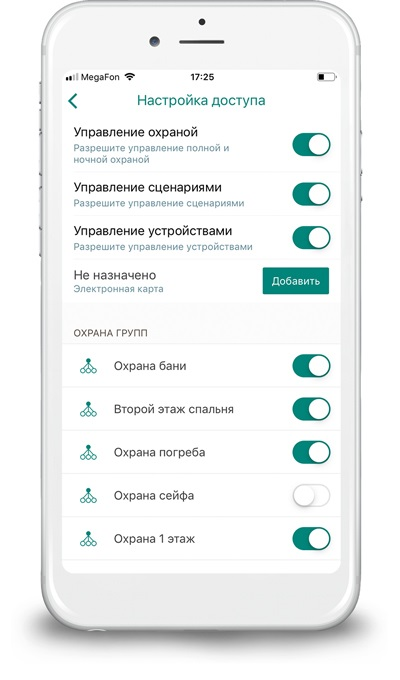 MegaFon 17:25
Настройка доступа
Управление охраной
Разрешите управление полной и
ночной охраной
Управление сценариями
Разрешите управление сценариями
Управление устройствами
Разрешите управление устройствами
Не назначено
Электронная карта
Добавить
ОХРАНА ГРУПП
Охрана бани
Второй этаж спальня
Охрана погреба
Охрана сейфа
Охрана 1 этаж